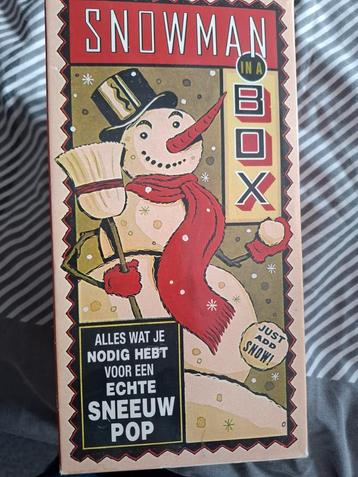 SNOWMAN
IN A
BOX
JUST
ADD
SNOW!
ALLES WAT JE
NODIG HEBT
VOOR EEN
ECHTE
SNEEUW
POP